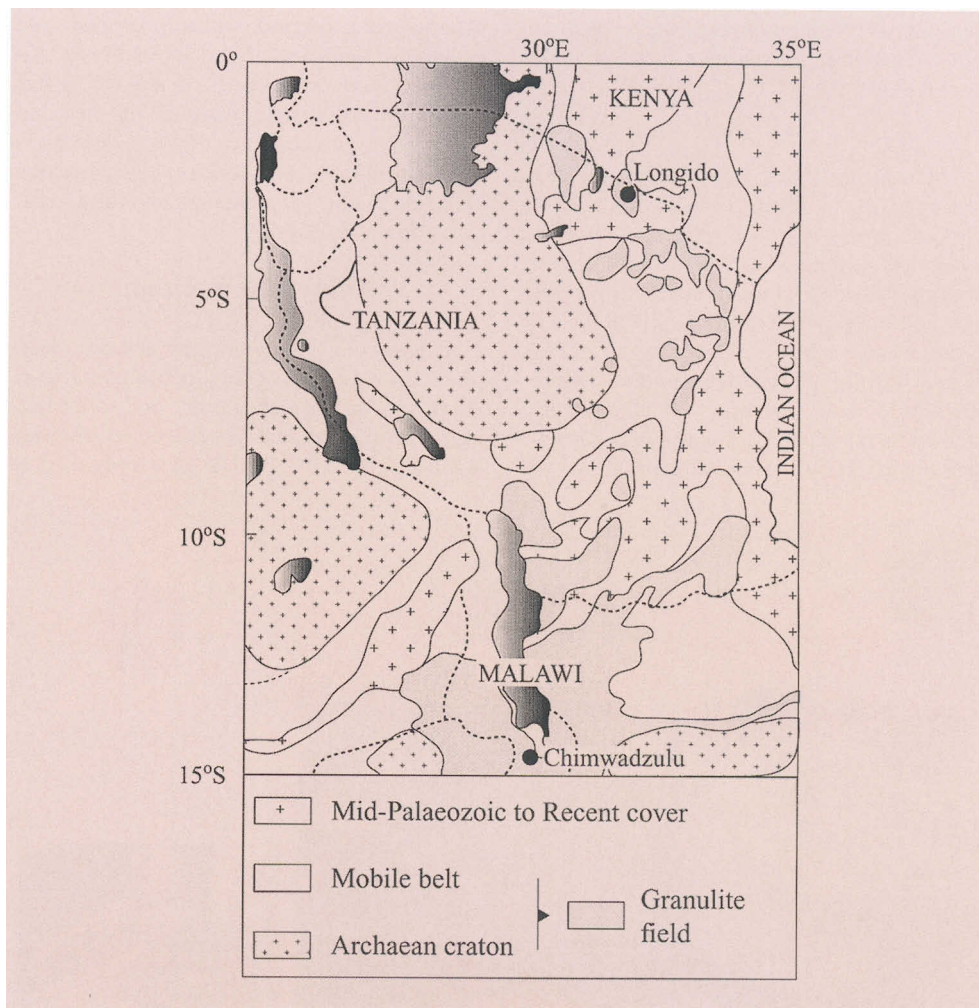 0°
30°E
35°E
KENYA
Longido
5°S
TANZANIA
INDIAN OCEAN
10°S
MALAWI
Chimwadzulu
15°S
Mid-Palaeozoic to Recent cover
Mobile belt
Granulite
field
Archaean craton